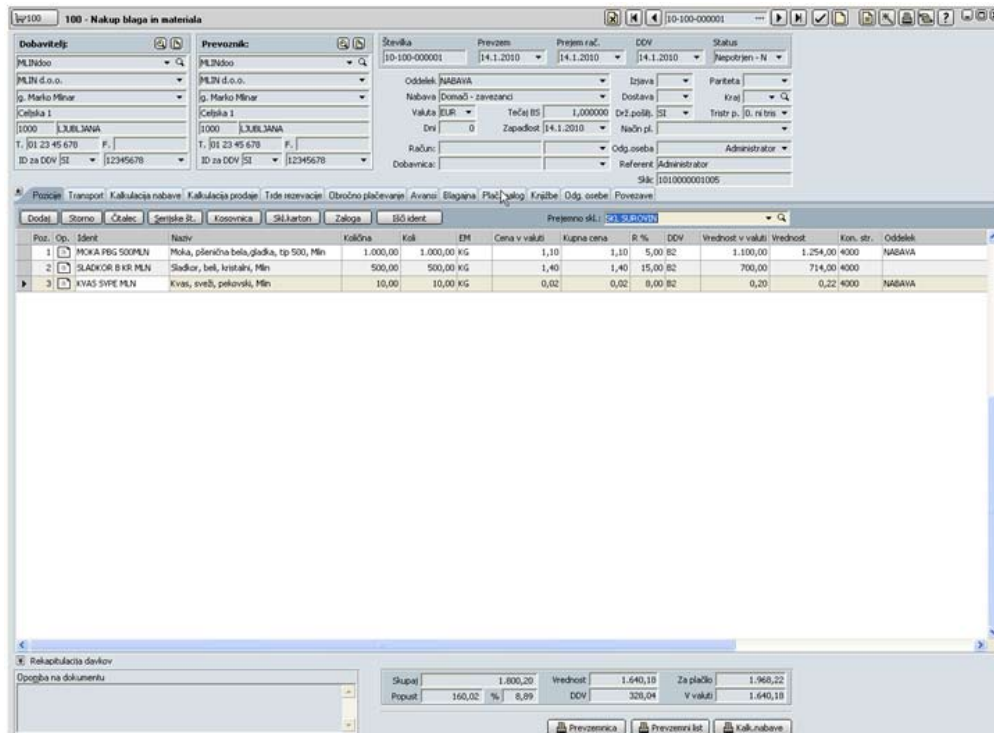 100 100 - Nakup blaga in materiala 10-100-000001
Dobavitelj: Prevoznik: Številka Prevzem Prejem rač. DDV Status
MLINdoo MLINdoo 10-100-000001 14.1.2010 14.1.2010 14.1.2010 Nepotrjen - N
MLIN d.o.o. MLIN d.o.o. Oddelek NABAVA Izjava Pariteta
g. Marko Mlinar g. Marko Mlinar Nabava Domači - zavezanci Dostava Kraj
Celjska 1 Celjska 1 Valuta EUR Tečaj BS 1,000000 Drž.pošilj. SI Tristr p. 0. ni tris
1000 LJUBLJANA 1000 LJUBLJANA Dni 0 Zapadlost 14.1.2010 Način pl.
T. 01 23 45 678 F. T. 01 23 45 678 F. Račun: Odg.oseba Administrator
ID za DDV SI 12345678 ID za DDV SI 12345678 Dobavnica: Referent Administrator
Sklic 1010000001005
Pozicije Transport Kalkulacija nabave Kalkulacija prodaje Trde rezervacije Obročno plačevanje Avansi Blagajna Plač. nalog Knjižbe Odg. osebe Povezave
Dodaj Storno Čitalec Serijske št. Kosovnica Skl.karton Zaloga Išči ident Prejemno skl.: SKL SUROVIN
Poz. Op. Ident Naziv Količina Koli EM Cena v valuti Kupna cena R % DDV Vrednost v valuti Vrednost Kon. str. Oddelek
1 MOKA PBG 500MLN Moka, pšenična bela,gladka, tip 500, Mlin 1.000,00 1.000,00 KG 1,10 1,10 5,00 B2 1.100,00 1.254,00 4000 NABAVA
2 SLADKOR B KR MLN Sladkor, beli, kristalni, Mlin 500,00 500,00 KG 1,40 1,40 15,00 B2 700,00 714,00 4000
3 KVAS SVPE MLN Kvas, sveži, pekovski, Mlin 10,00 10,00 KG 0,02 0,02 8,00 B2 0,20 0,22 4000 NABAVA
Rekapitulacija davkov
Opomba na dokumentu
Skupaj 1.800,20 Vrednost 1.640,18 Za plačilo 1.968,22
Popust 160,02 % 8,89 DDV 328,04 V valuti 1.640,18
Prevzemnica Prevzemni list Kalk.nabave